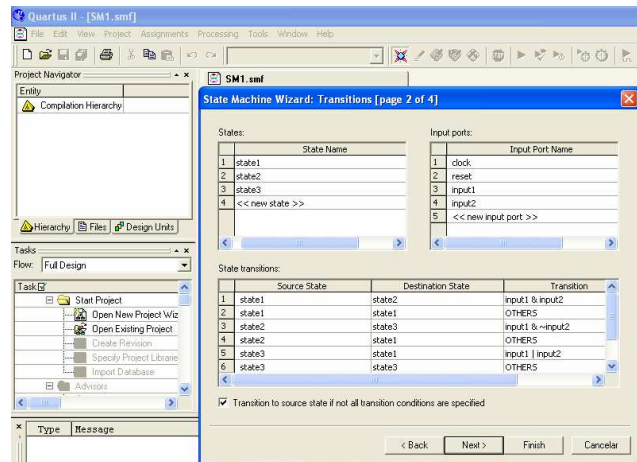 Quartus II - [SM1.smf]
File Edit View Project Assignments Processing Tools Window Help
Project Navigator
Entity
Compilation Hierarchy
Hierarchy Files Design Units
Tasks
Flow: Full Design
Task
Start Project
Open New Project Wiz
Open Existing Project
Create Revision
Specify Project Librarie
Import Database
Advisors
Type Message
SM1.smf
State Machine Wizard: Transitions [page 2 of 4]
States:
State Name
1 state1
2 state2
3 state3
4 << new state >>
Input ports:
Input Port Name
1 clock
2 reset
3 input1
4 input2
5 << new input port >>
State transitions:
Source State Destination State Transition
1 state1 state2 input1 & input2
2 state1 state1 OTHERS
3 state2 state3 input1 & ~input2
4 state2 state1 OTHERS
5 state3 state1 input1 | input2
6 state3 state3 OTHERS
Transition to source state if not all transition conditions are specified
< Back Next > Finish Cancelar